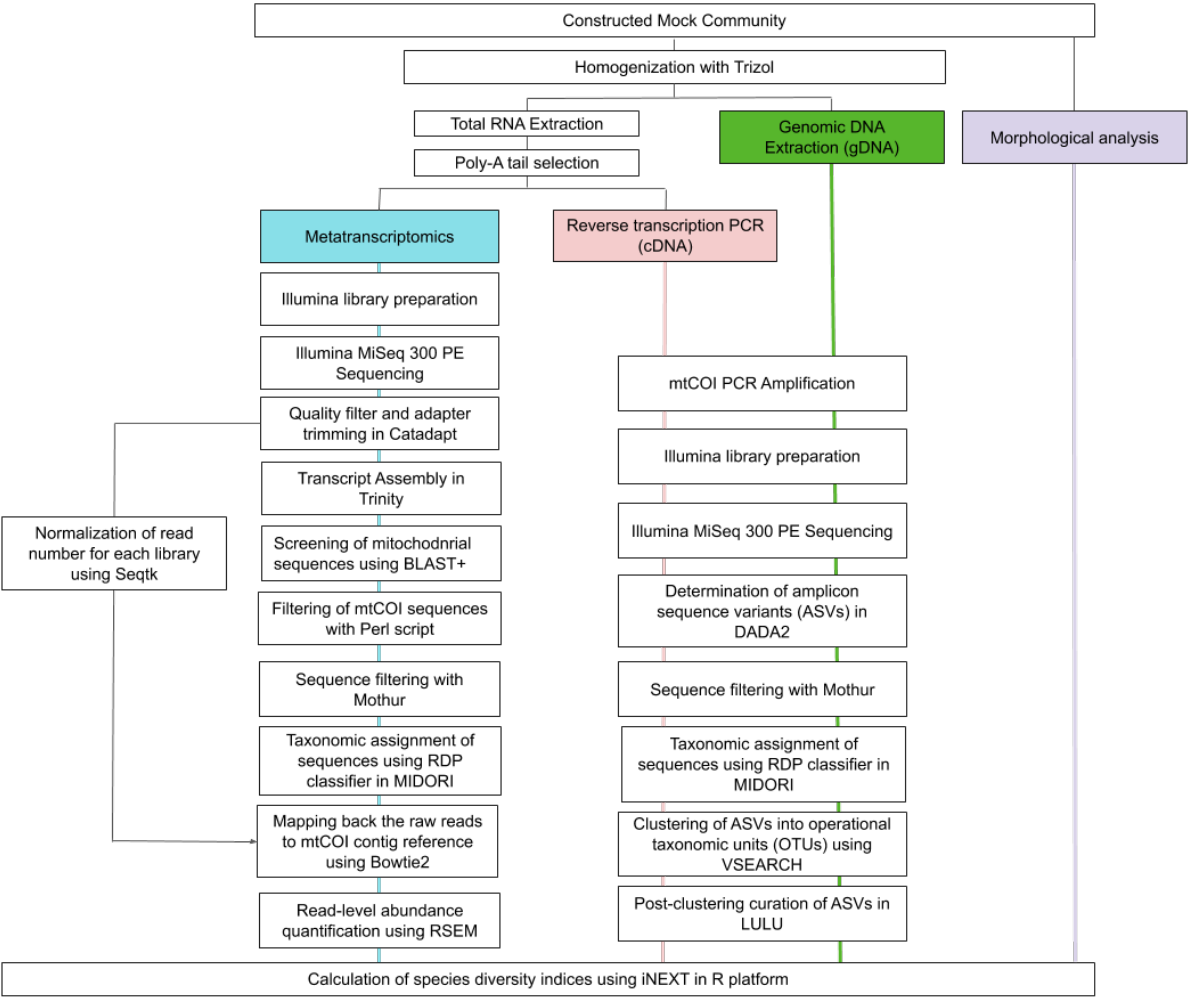 Constructed Mock Community
Homogenization with Trizol
Total RNA Extraction
Poly-A tail selection
Genomic DNA
Extraction (gDNA)
Morphological analysis
Metatranscriptomics
Reverse transcription PCR
(cDNA)
Illumina library preparation
Illumina MiSeq 300 PE
Sequencing
Quality filter and adapter
trimming in Catadapt
Transcript Assembly in
Trinity
Normalization of read
number for each library
using Seqtk
Screening of mitochodnrial
sequences using BLAST+
Filtering of mtCOI sequences
with Perl script
Sequence filtering with
Mothur
Taxonomic assignment of
sequences using RDP
classifier in MIDORI
Mapping back the raw reads
to mtCOI contig reference
using Bowtie2
Read-level abundance
quantification using RSEM
mtCOI PCR Amplification
Illumina library preparation
Illumina MiSeq 300 PE Sequencing
Determination of amplicon
sequence variants (ASVs) in
DADA2
Sequence filtering with Mothur
Taxonomic assignment of
sequences using RDP classifier in
MIDORI
Clustering of ASVs into operational
taxonomic units (OTUs) using
VSEARCH
Post-clustering curation of ASVs in
LULU
Calculation of species diversity indices using iNEXT in R platform